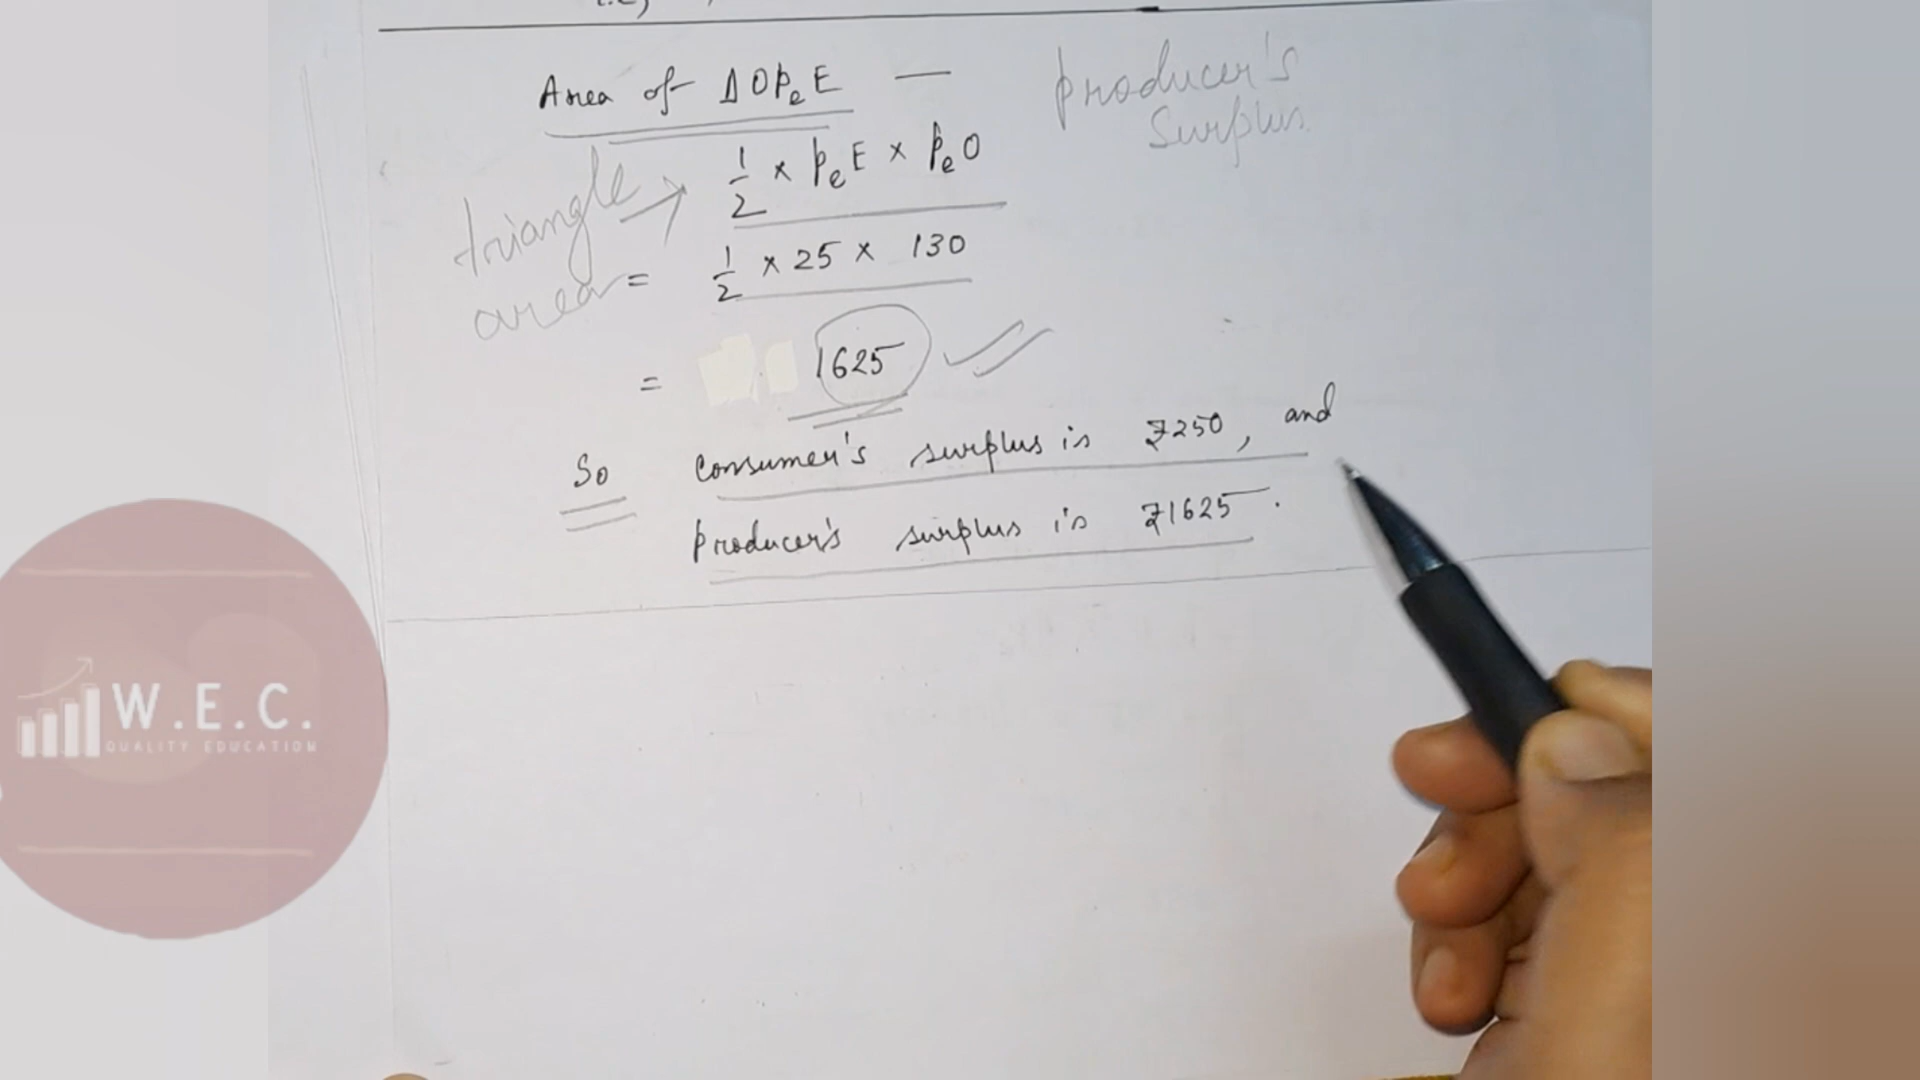 Area of ΔOPeE — producer's
surplus
triangle → 1/2 × PeE × PeO
area = 1/2 × 25 × 130
= 1625
So consumer's surplus is ₹250, and
producer's surplus is ₹1625.
W.E.C.
QUALITY EDUCATION